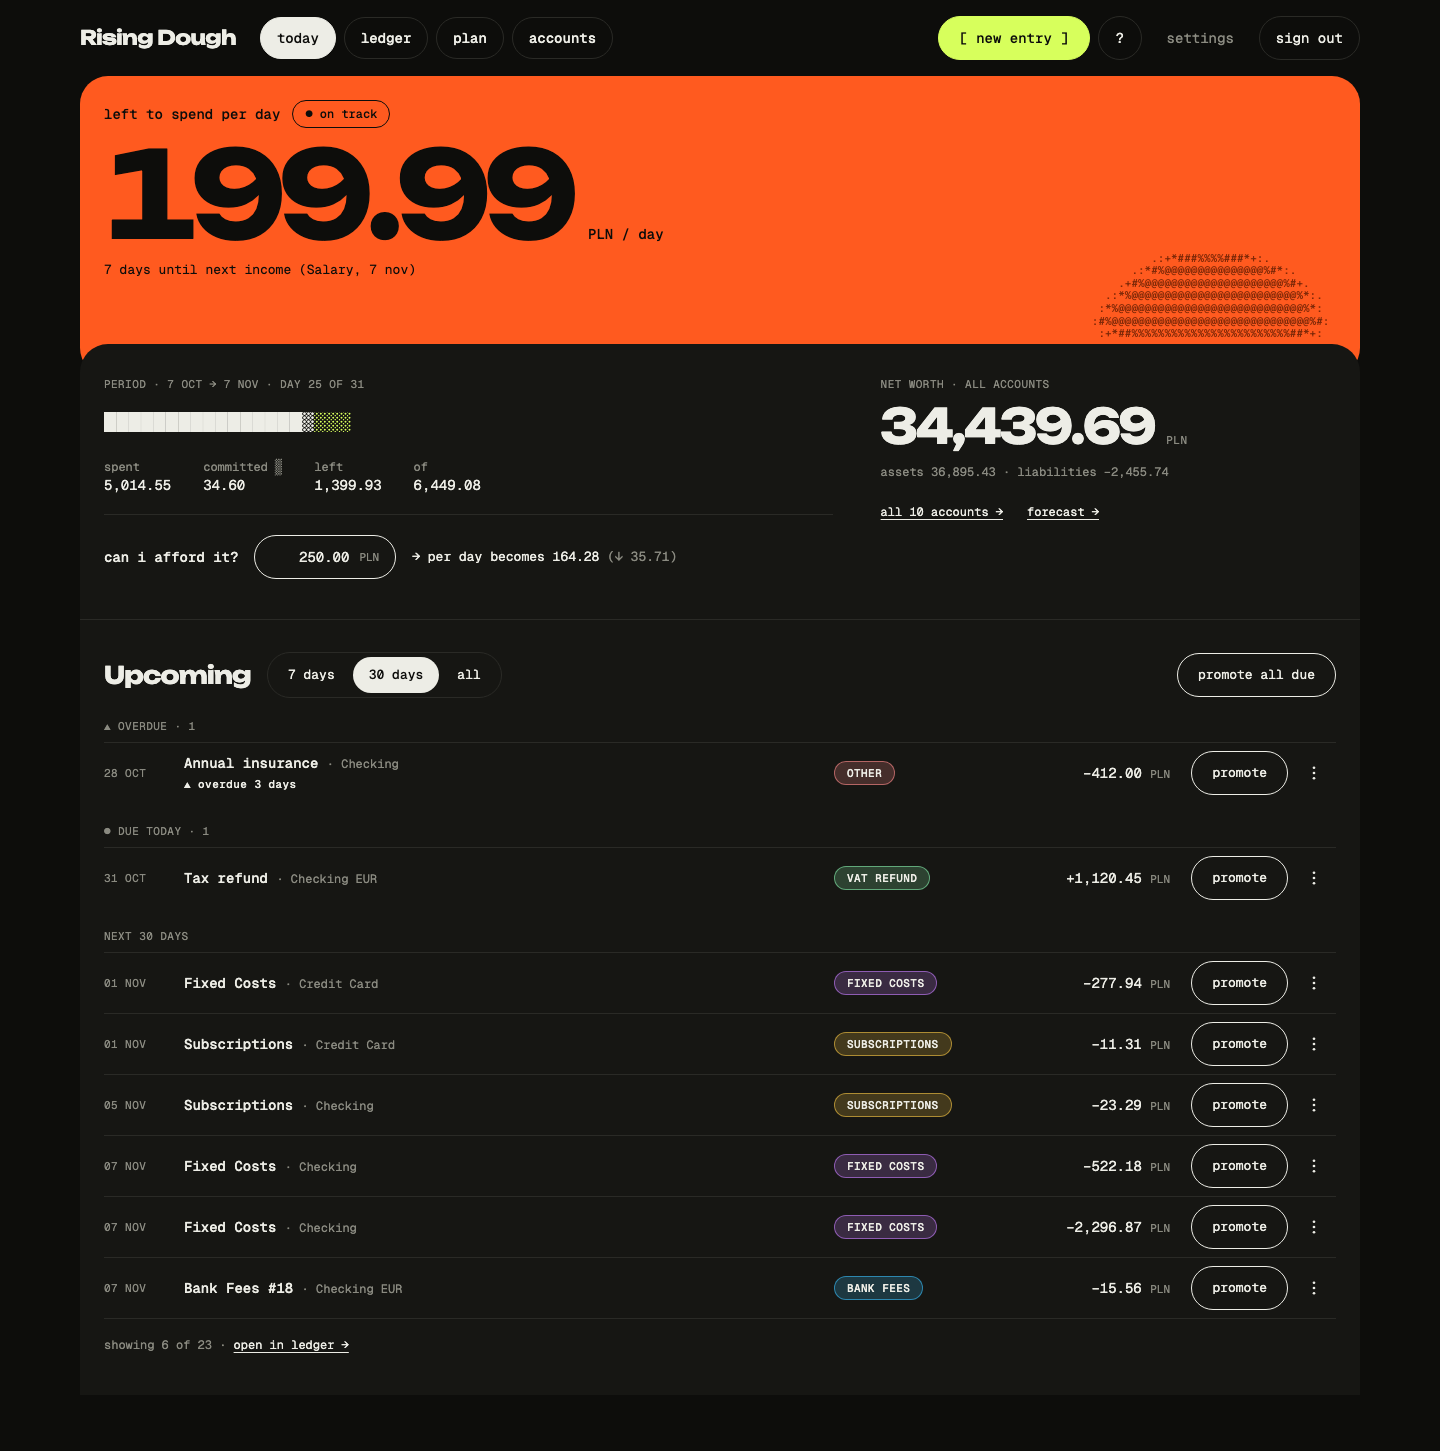 Rising Dough today ledger plan accounts [ new entry ] ? settings sign out
left to spend per day ● on track
199.99 PLN / day
7 days until next income (Salary, 7 nov)
PERIOD · 7 OCT → 7 NOV · DAY 25 OF 31
spent committed ▒ left of
5,014.55 34.60 1,399.93 6,449.08
can i afford it? 250.00 PLN → per day becomes 164.28 (↓ 35.71)
NET WORTH · ALL ACCOUNTS
34,439.69 PLN
assets 36,895.43 · liabilities −2,455.74
all 10 accounts → forecast →
Upcoming 7 days 30 days all promote all due
▲ OVERDUE · 1
28 OCT Annual insurance · Checking OTHER −412.00 PLN promote
▲ overdue 3 days
● DUE TODAY · 1
31 OCT Tax refund · Checking EUR VAT REFUND +1,120.45 PLN promote
NEXT 30 DAYS
01 NOV Fixed Costs · Credit Card FIXED COSTS −277.94 PLN promote
01 NOV Subscriptions · Credit Card SUBSCRIPTIONS −11.31 PLN promote
05 NOV Subscriptions · Checking SUBSCRIPTIONS −23.29 PLN promote
07 NOV Fixed Costs · Checking FIXED COSTS −522.18 PLN promote
07 NOV Fixed Costs · Checking FIXED COSTS −2,296.87 PLN promote
07 NOV Bank Fees #18 · Checking EUR BANK FEES −15.56 PLN promote
showing 6 of 23 · open in ledger →